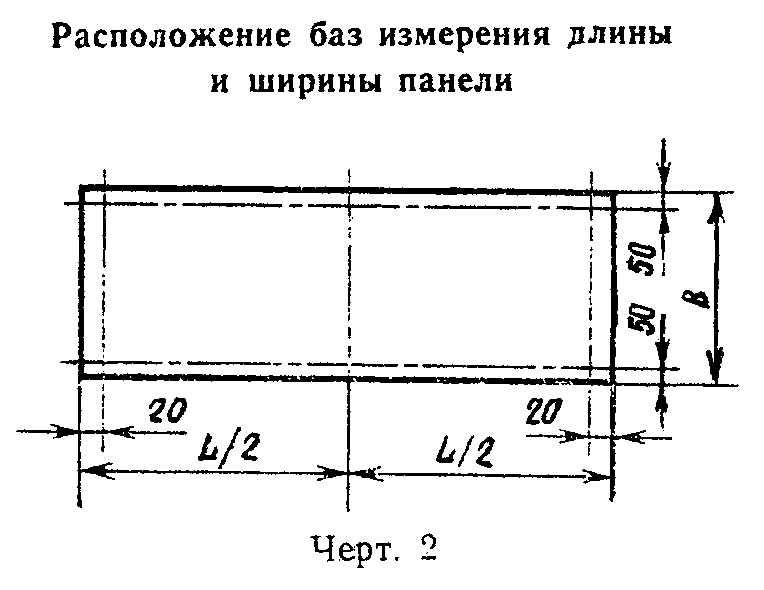 Расположение баз измерения длины
и ширины панели
50
50
В
20
20
L/2
L/2
Черт. 2